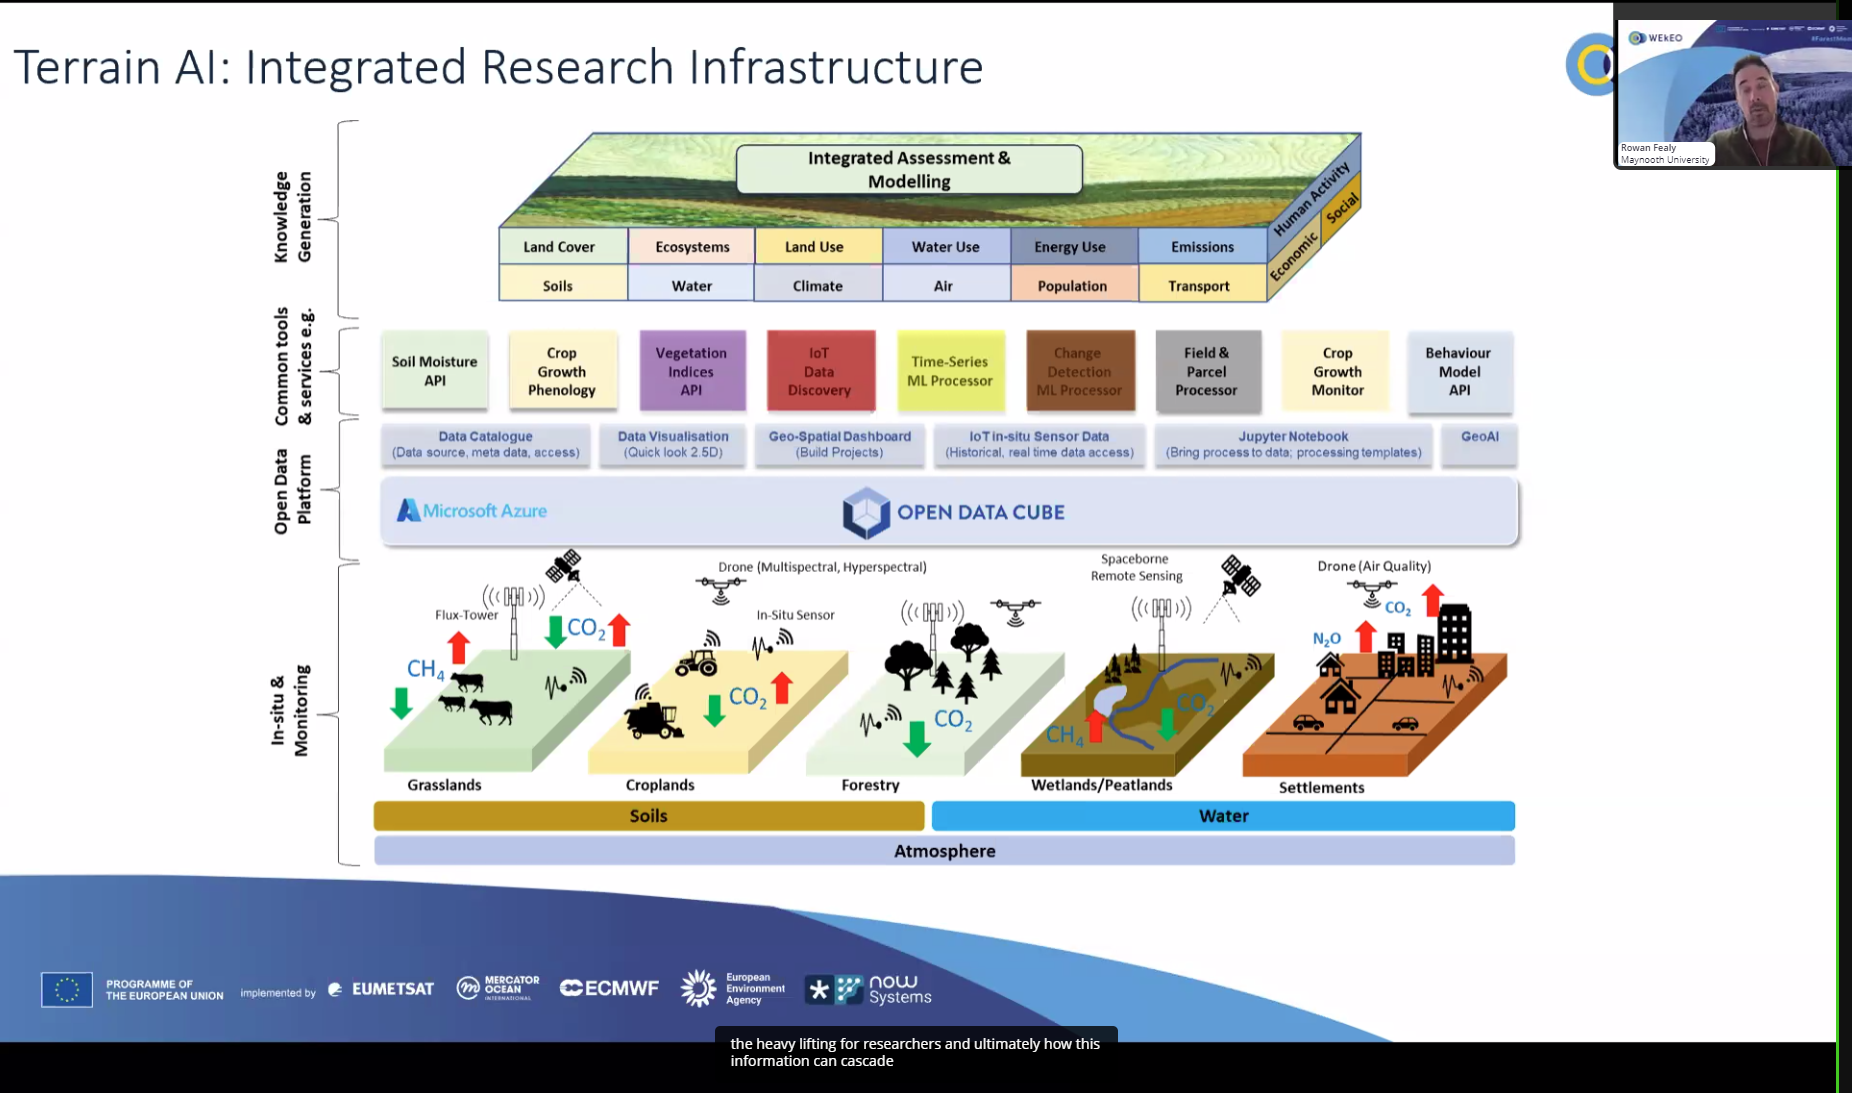 Terrain AI: Integrated Research Infrastructure
WEkEO
Rowan Fealy
Maynooth University
Knowledge
Generation
Integrated Assessment &
Modelling
Human Activity
Social
Economic
Land Cover
Ecosystems
Land Use
Water Use
Energy Use
Emissions
Soils
Water
Climate
Air
Population
Transport
Common tools
& services e.g.
Soil Moisture
API
Crop
Growth
Phenology
Vegetation
Indices
API
IoT
Data
Discovery
Time-Series
ML Processor
Change
Detection
ML Processor
Field &
Parcel
Processor
Crop
Growth
Monitor
Behaviour
Model
API
Open Data
Platform
Data Catalogue
(Data source, meta data, access)
Data Visualisation
(Quick look 2.5D)
Geo-Spatial Dashboard
(Build Projects)
IoT in-situ Sensor Data
(Historical, real time data access)
Jupyter Notebook
(Bring process to data; processing templates)
GeoAI
Microsoft Azure
OPEN DATA CUBE
In-situ &
Monitoring
Flux-Tower
Drone (Multispectral, Hyperspectral)
In-Situ Sensor
Spaceborne
Remote Sensing
Drone (Air Quality)
CO2
CH4
CO2
CO2
CH4
CO2
CO2
N2O
Grasslands
Croplands
Forestry
Wetlands/Peatlands
Settlements
Soils
Water
Atmosphere
PROGRAMME OF
THE EUROPEAN UNION
implemented by
EUMETSAT
MERCATOR
OCEAN
INTERNATIONAL
ECMWF
European
Environment
Agency
now
Systems
the heavy lifting for researchers and ultimately how this
information can cascade